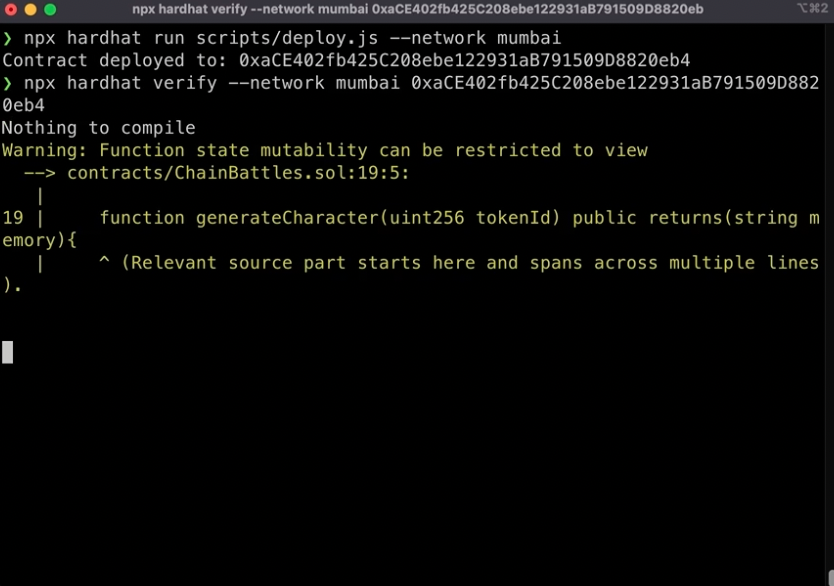 npx hardhat verify --network mumbai 0xaCE402fb425C208ebe122931aB791509D8820eb
⌥⌘2
❯ npx hardhat run scripts/deploy.js --network mumbai
Contract deployed to: 0xaCE402fb425C208ebe122931aB791509D8820eb4
❯ npx hardhat verify --network mumbai 0xaCE402fb425C208ebe122931aB791509D882
0eb4
Nothing to compile
Warning: Function state mutability can be restricted to view
  --> contracts/ChainBattles.sol:19:5:
   |
19 |     function generateCharacter(uint256 tokenId) public returns(string m
emory){
   |     ^ (Relevant source part starts here and spans across multiple lines
).